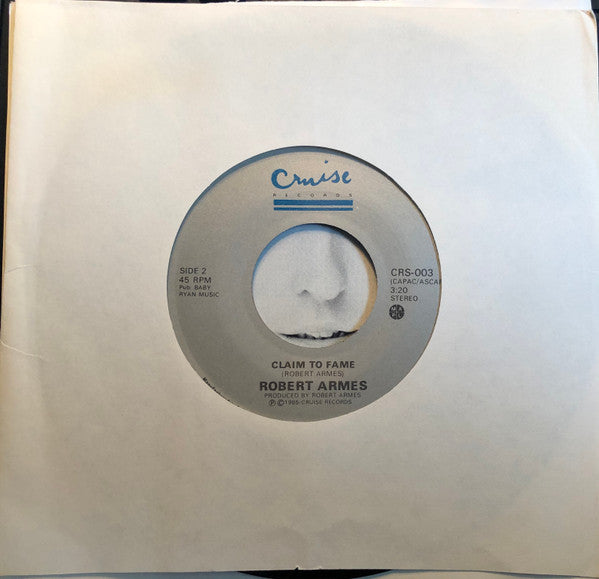 Cruise
RECORDS
SIDE 2
45 RPM
Pub. BABY
RYAN MUSIC
CRS-003
(CAPAC/ASCAP
3:20
STEREO
CLAIM TO FAME
(ROBERT ARMES)
ROBERT ARMES
PRODUCED BY ROBERT ARMES
℗©1985 CRUISE RECORDS